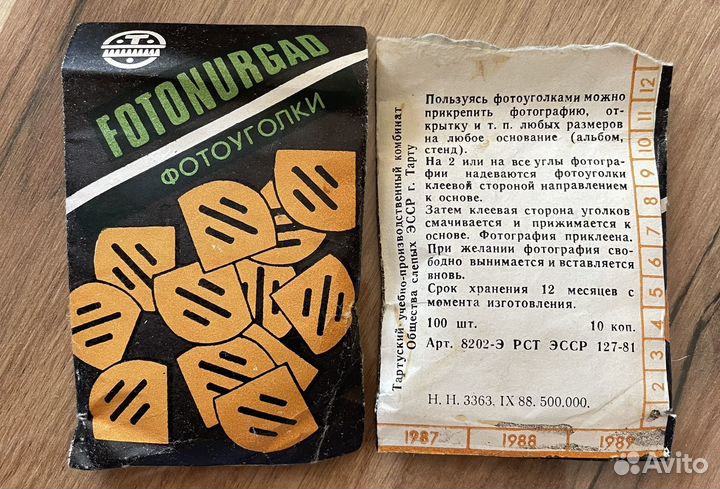 T
FOTONURGAD
ФОТОУГОЛКИ
Тартуский учебно-производственный комбинат
Общества слепых ЭССР г. Тарту
Пользуясь фотоуголками можно
прикрепить фотографию, от-
крытку и т. п. любых размеров
на любое основание (альбом,
стенд).
На 2 или на все углы фотогра-
фии надеваются фотоуголки
клеевой стороной направлением
к основе.
Затем клеевая сторона уголков
смачивается и прижимается к
основе. Фотография приклеена.
При желании фотография сво-
бодно вынимается и вставляется
вновь.
Срок хранения 12 месяцев с
момента изготовления.
100 шт. 10 коп.
Арт. 8202-Э РСТ ЭССР 127-81
Н. Н. 3363. IX 88. 500.000.
2 3 4 5 6 7 8 9 10 11 12
1987 1988 1989
Avito